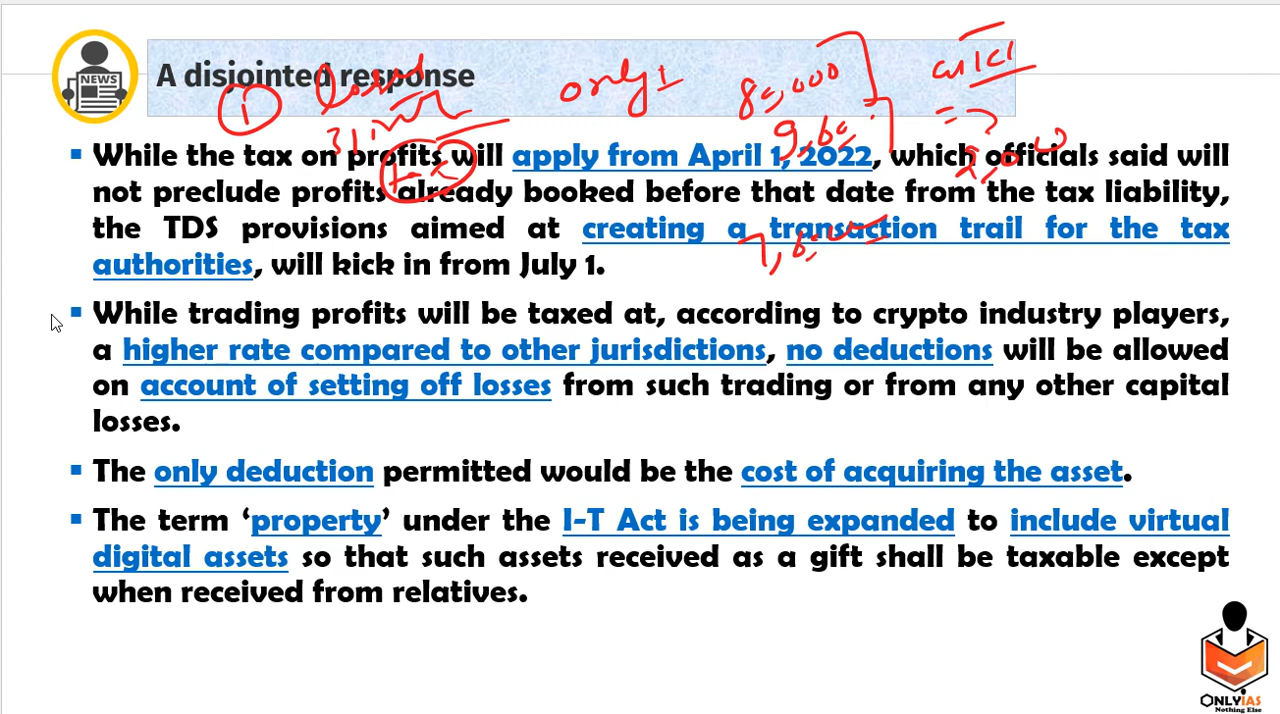 NEWS
A disjointed response
only 1
80,000
While the tax on profits will apply from April 1, 2022, which officials said will
not preclude profits already booked before that date from the tax liability,
the TDS provisions aimed at creating a transaction trail for the tax
authorities, will kick in from July 1.
While trading profits will be taxed at, according to crypto industry players,
a higher rate compared to other jurisdictions, no deductions will be allowed
on account of setting off losses from such trading or from any other capital
losses.
The only deduction permitted would be the cost of acquiring the asset.
The term ‘property’ under the I-T Act is being expanded to include virtual
digital assets so that such assets received as a gift shall be taxable except
when received from relatives.
ONLYIAS
Nothing Else